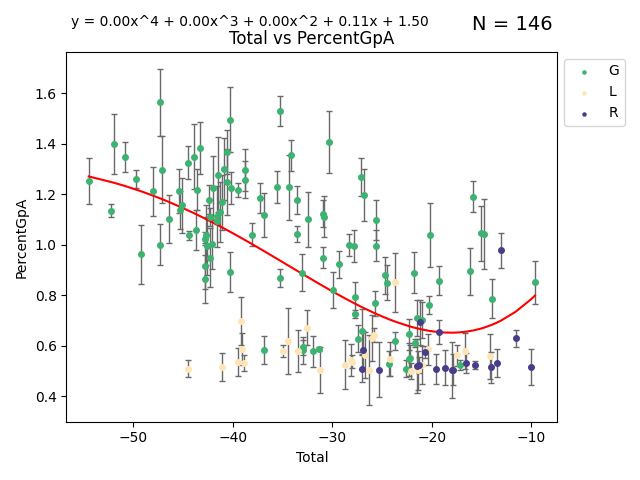 y = 0.00x^4 + 0.00x^3 + 0.00x^2 + 0.11x + 1.50
N = 146
Total vs PercentGpA
G
L
R
PercentGpA
1.6
1.4
1.2
1.0
0.8
0.6
0.4
−50
−40
−30
−20
−10
Total